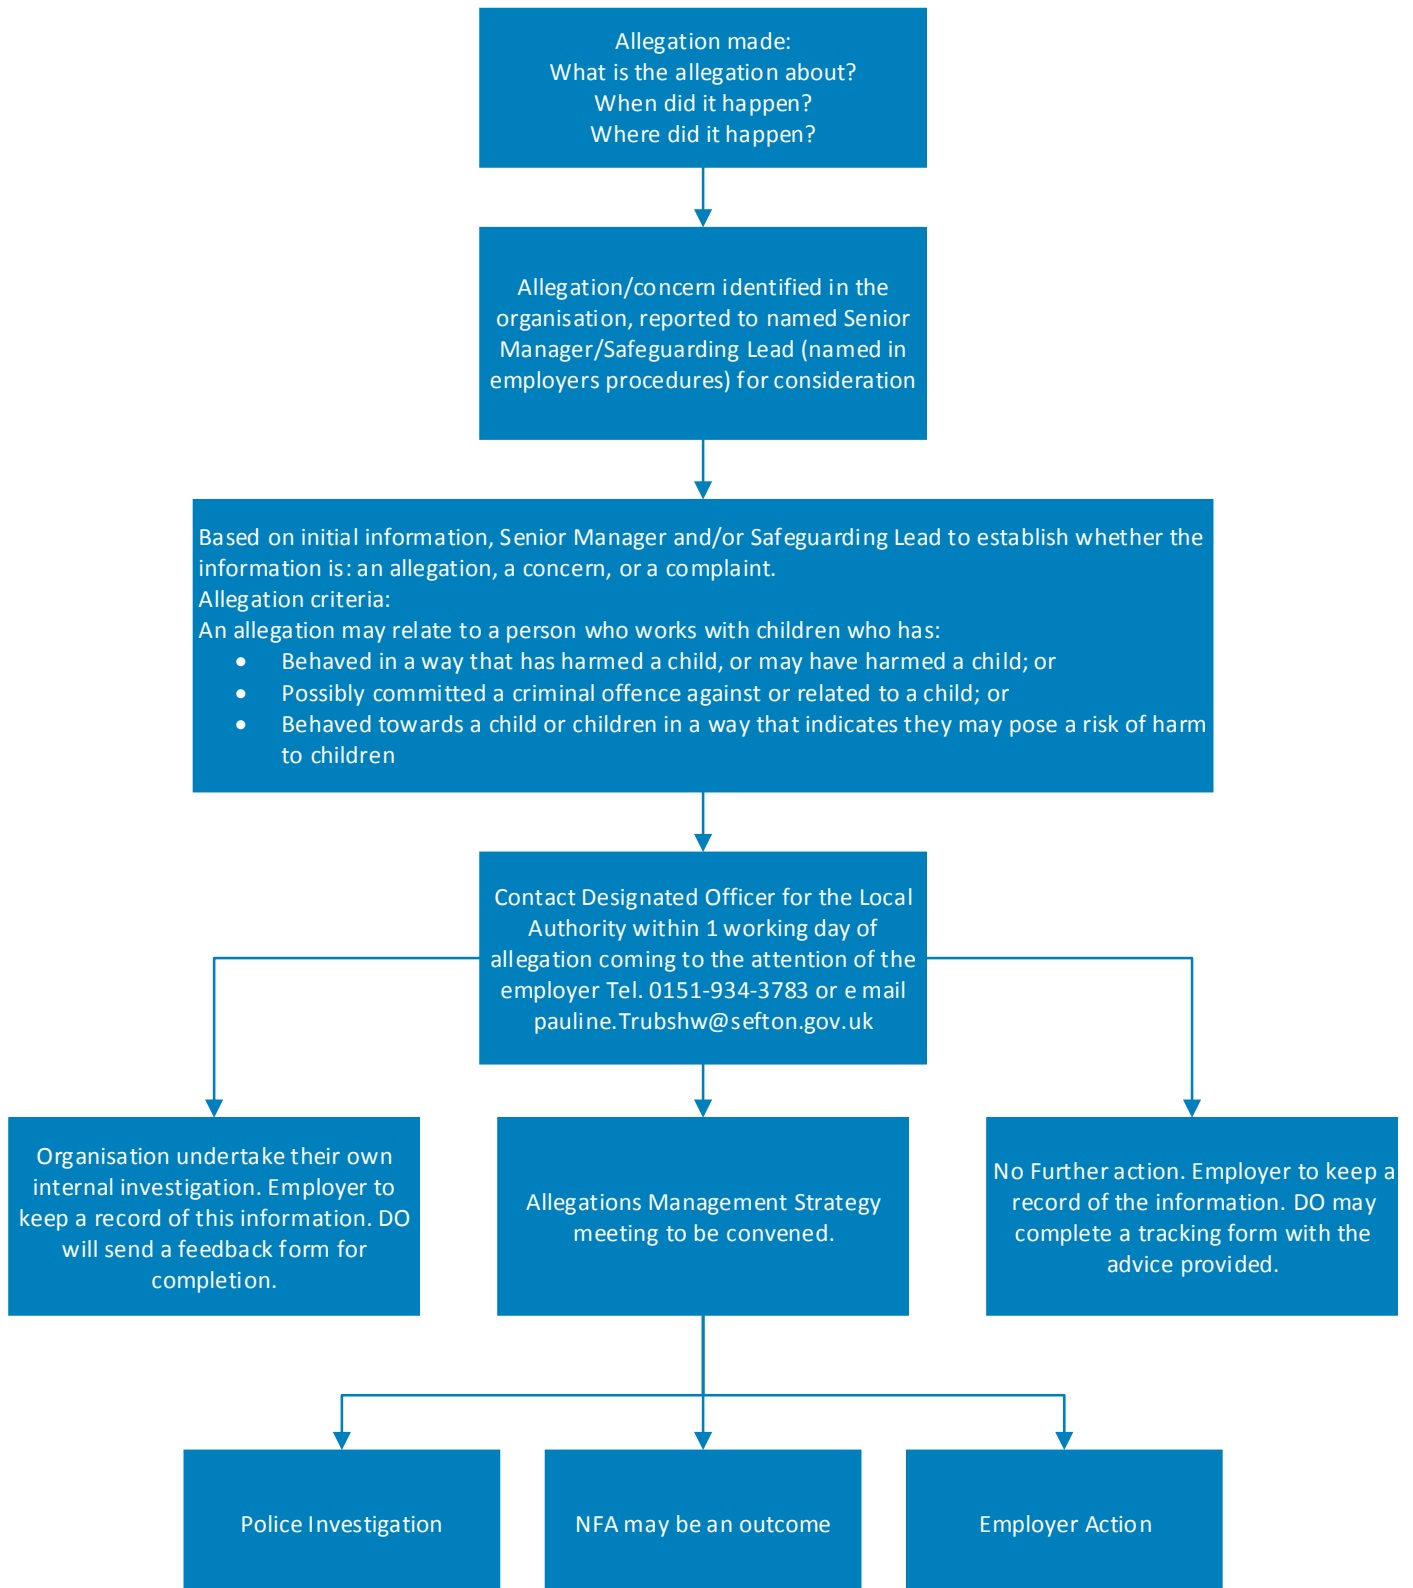 Allegation made:
What is the allegation about?
When did it happen?
Where did it happen?
Allegation/concern identified in the
organisation, reported to named Senior
Manager/Safeguarding Lead (named in
employers procedures) for consideration
Based on initial information, Senior Manager and/or Safeguarding Lead to establish whether the
information is: an allegation, a concern, or a complaint.
Allegation criteria:
An allegation may relate to a person who works with children who has:
• Behaved in a way that has harmed a child, or may have harmed a child; or
• Possibly committed a criminal offence against or related to a child; or
• Behaved towards a child or children in a way that indicates they may pose a risk of harm
to children
Contact Designated Officer for the Local
Authority within 1 working day of
allegation coming to the attention of the
employer Tel. 0151-934-3783 or e mail
pauline.Trubshw@sefton.gov.uk
Organisation undertake their own
internal investigation. Employer to
keep a record of this information. DO
will send a feedback form for
completion.
Allegations Management Strategy
meeting to be convened.
No Further action. Employer to keep a
record of the information. DO may
complete a tracking form with the
advice provided.
Police Investigation
NFA may be an outcome
Employer Action